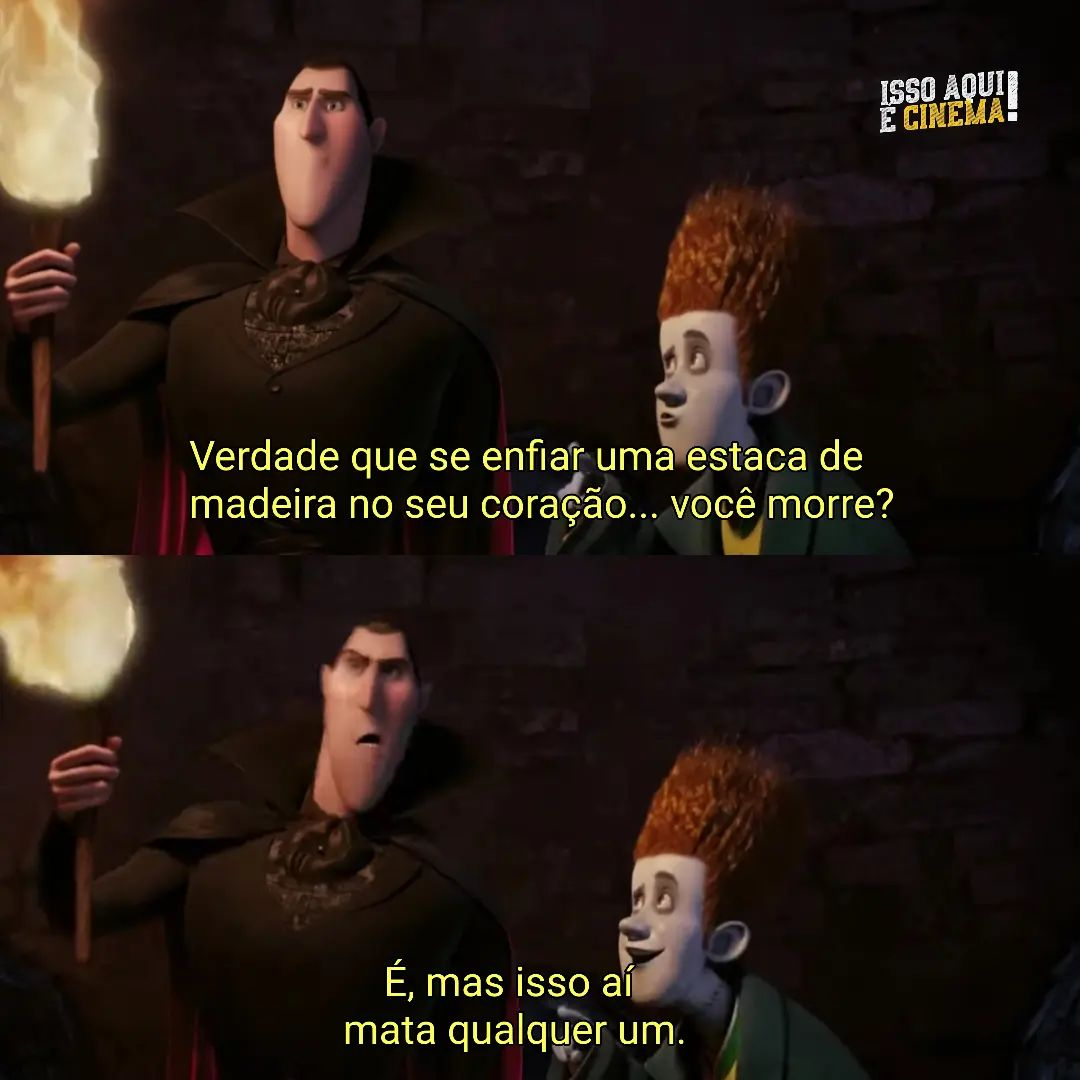 ISSO AQUI
É CINEMA!
Verdade que se enfiar uma estaca de
madeira no seu coração... você morre?
É, mas isso aí
mata qualquer um.